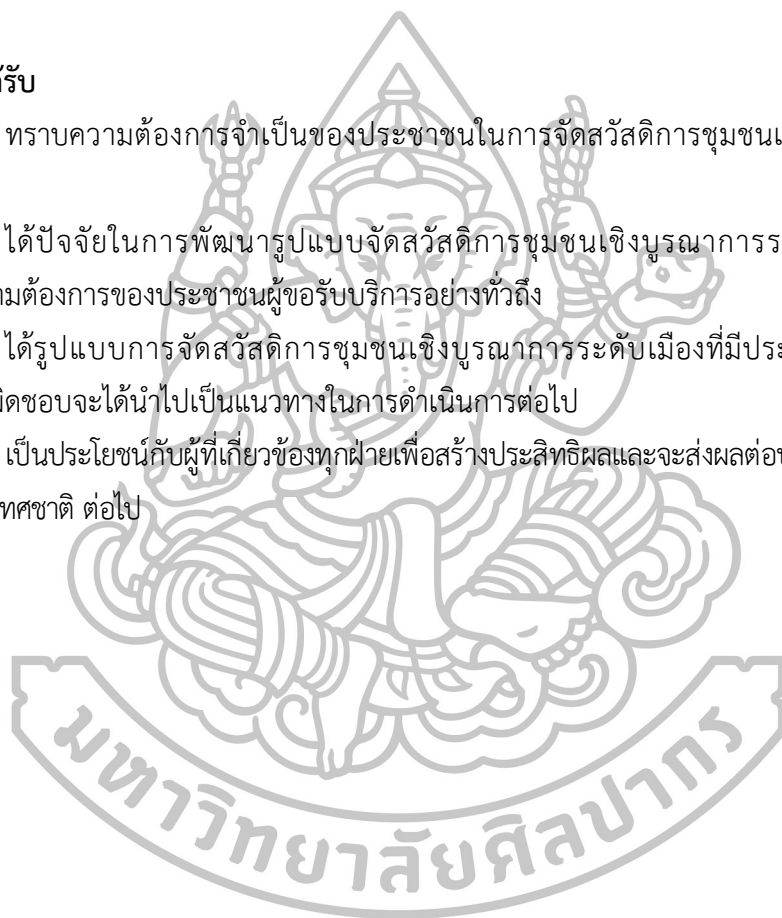 ด้รับ
ทราบความต้องการจำเป็นของประชาชนในการจัดสวัสดิการชุมชนเ
ได้ปัจจัยในการพัฒนารูปแบบจัดสวัสดิการชุมชนเชิงบูรณาการร
ามต้องการของประชาชนผู้ขอรับบริการอย่างทั่วถึง
ได้รูปแบบการจัดสวัสดิการชุมชนเชิงบูรณาการระดับเมืองที่มีประ
ผิดชอบจะได้นำไปเป็นแนวทางในการดำเนินการต่อไป
เป็นประโยชน์กับผู้ที่เกี่ยวข้องทุกฝ่ายเพื่อสร้างประสิทธิผลและจะส่งผลต่อ
ทศชาติ ต่อไป
มหาวิทยาลัยศิลปากร